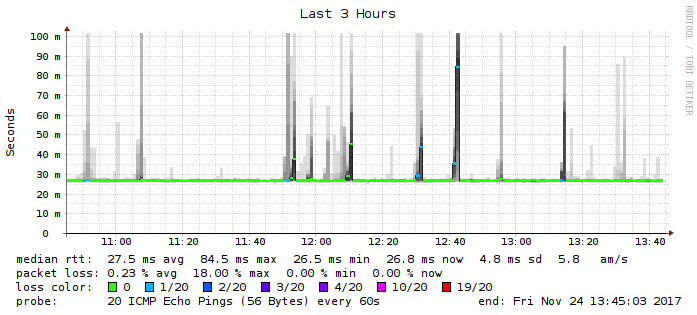 Last 3 Hours
RRDTOOL / TOBI OETIKER
Seconds
100 m
90 m
80 m
70 m
60 m
50 m
40 m
30 m
20 m
10 m
0
11:00 11:20 11:40 12:00 12:20 12:40 13:00 13:20 13:40
median rtt: 27.5 ms avg 84.5 ms max 26.5 ms min 26.8 ms now 4.8 ms sd 5.8 am/s
packet loss: 0.23 % avg 18.00 % max 0.00 % min 0.00 % now
loss color: 0 1/20 2/20 3/20 4/20 10/20 19/20
probe: 20 ICMP Echo Pings (56 Bytes) every 60s end: Fri Nov 24 13:45:03 2017